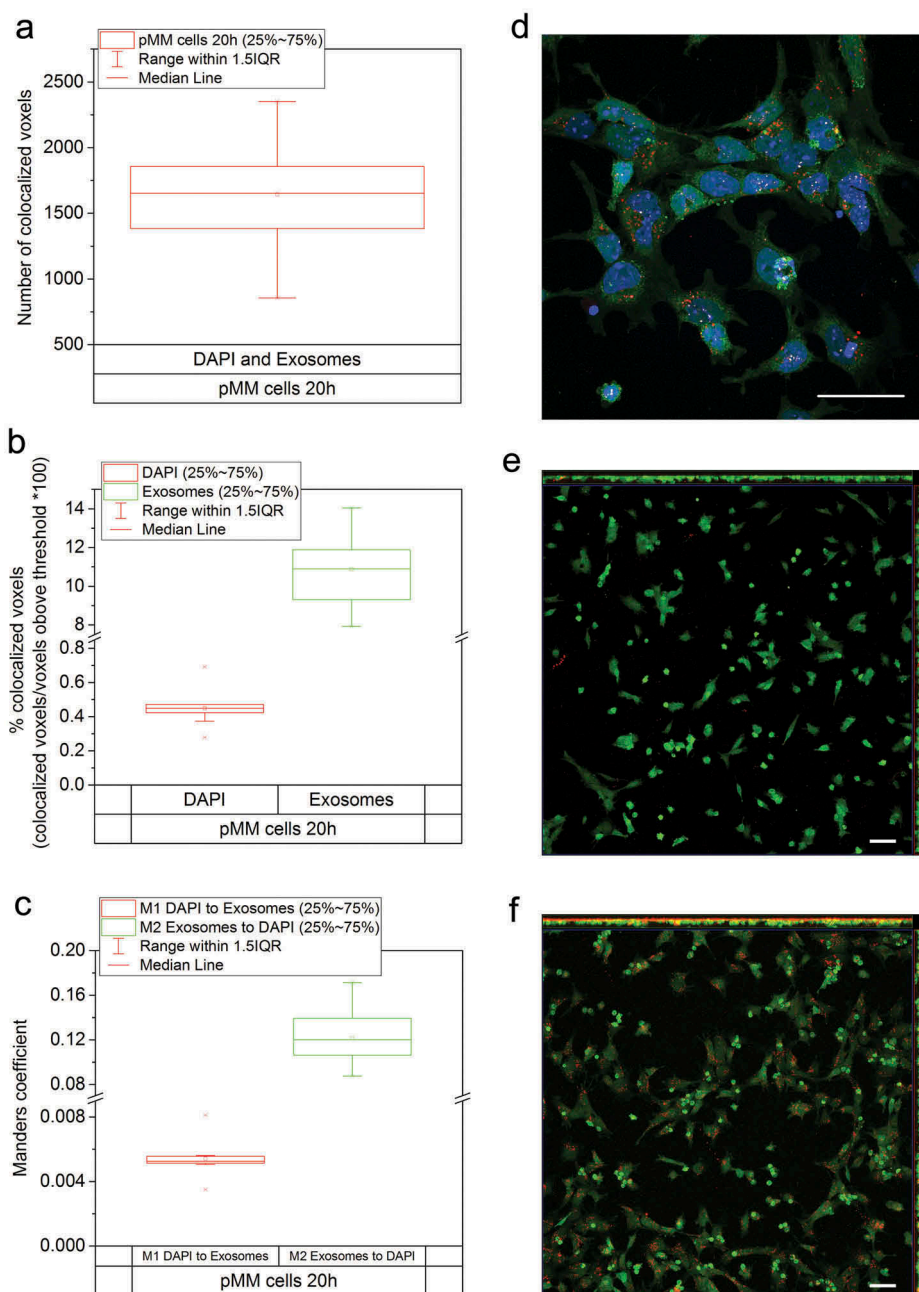 a
pMM cells 20h (25%~75%)
Range within 1.5IQR
Median Line
2500
2000
1500
1000
500
Number of colocalized voxels
DAPI and Exosomes
pMM cells 20h
b
DAPI (25%~75%)
Exosomes (25%~75%)
Range within 1.5IQR
Median Line
14
12
10
8
0.8
0.6
0.4
0.2
0.0
% colocalized voxels
(colocalized voxels/voxels above threshold *100)
DAPI Exosomes
pMM cells 20h
c
M1 DAPI to Exosomes (25%~75%)
M2 Exosomes to DAPI (25%~75%)
Range within 1.5IQR
Median Line
0.20
0.16
0.12
0.08
0.008
0.004
0.000
Manders coefficient
M1 DAPI to Exosomes M2 Exosomes to DAPI
pMM cells 20h
d
e
f